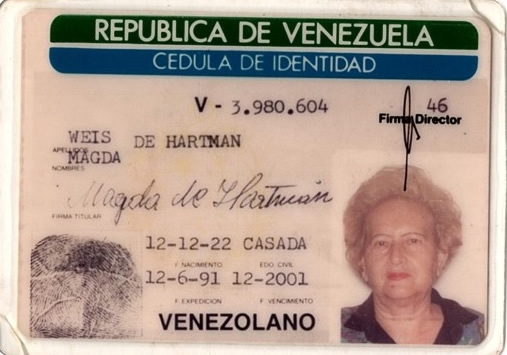 REPUBLICA DE VENEZUELA
CEDULA DE IDENTIDAD
V - 3.980.604
46
Firma Director
WEIS DE HARTMAN
APELLIDOS
MAGDA
NOMBRES
Magda de Hartmán
FIRMA TITULAR
12-12-22 CASADA
F. NACIMIENTO EDO. CIVIL
12-6-91 12-2001
F. EXPEDICION F. VENCIMIENTO
VENEZOLANO